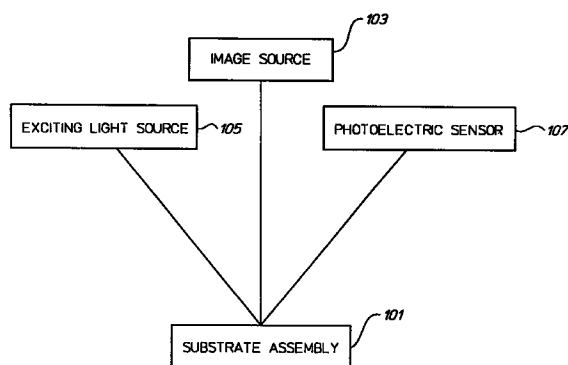 103
IMAGE SOURCE
EXCITING LIGHT SOURCE
105
PHOTOELECTRIC SENSOR
107
101
SUBSTRATE ASSEMBLY